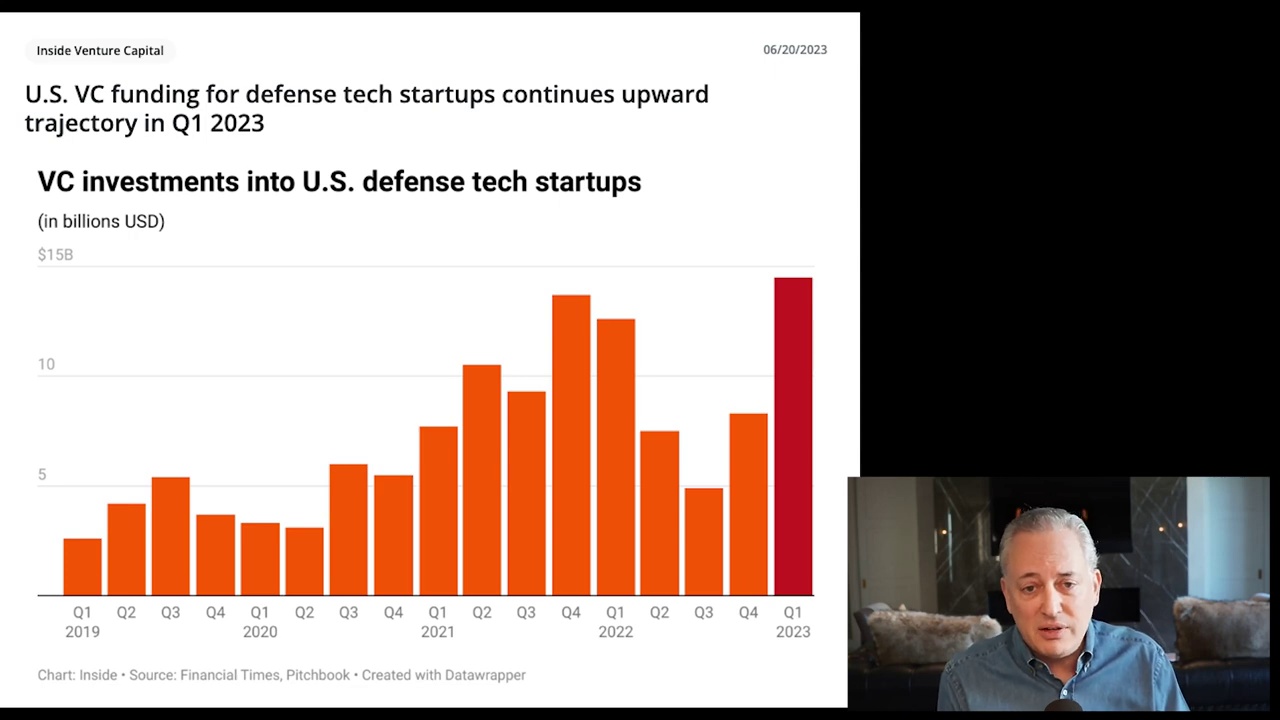 Inside Venture Capital
06/20/2023
U.S. VC funding for defense tech startups continues upward
trajectory in Q1 2023
VC investments into U.S. defense tech startups
(in billions USD)
$15B
10
5
Q1 Q2 Q3 Q4 Q1 Q2 Q3 Q4 Q1 Q2 Q3 Q4 Q1 Q2 Q3 Q4 Q1
2019 2020 2021 2022 2023
Chart: Inside • Source: Financial Times, Pitchbook • Created with Datawrapper